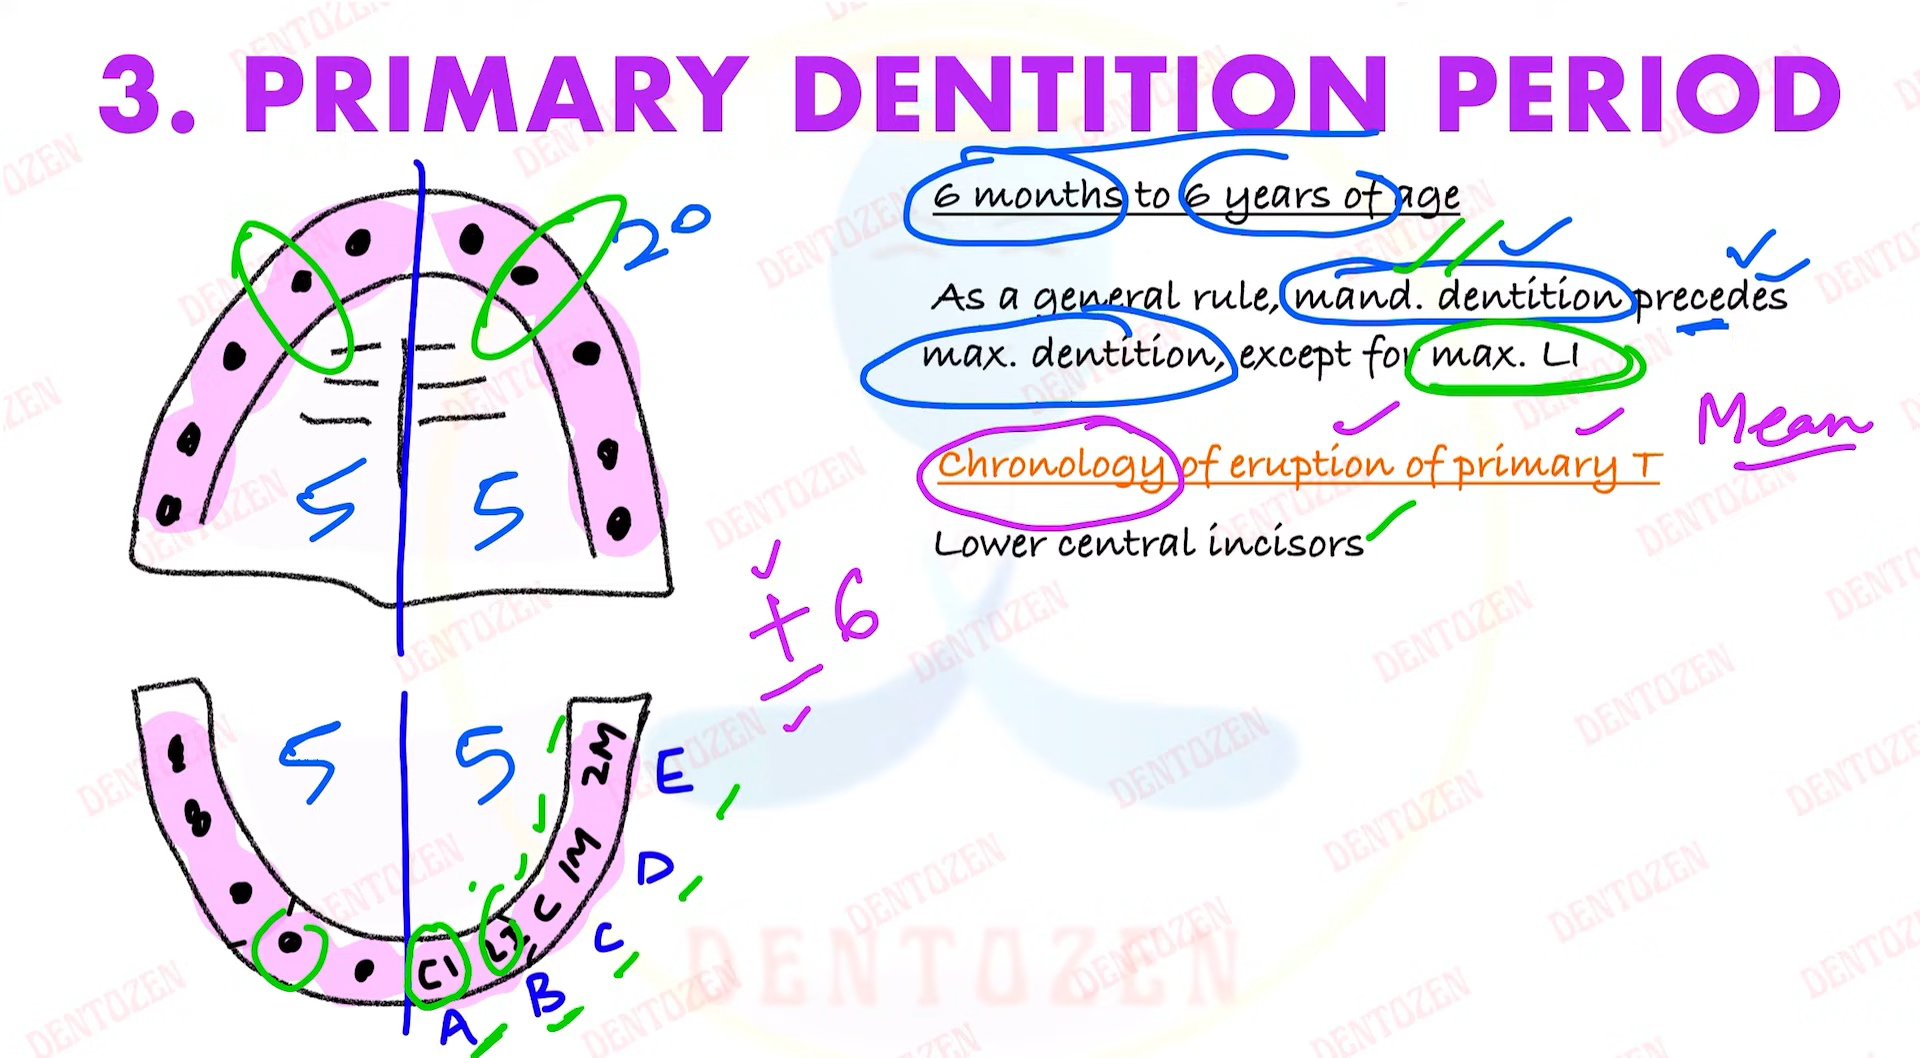 3. PRIMARY DENTITION PERIOD
6 months to 6 years of age
As a general rule, mand. dentition precedes
max. dentition, except for max. LI
Chronology of eruption of primary T
Mean
Lower central incisors
2°
5 5
± 6
5 5
2M E
1M D
C C
CI LI B
A
DENTOZEN